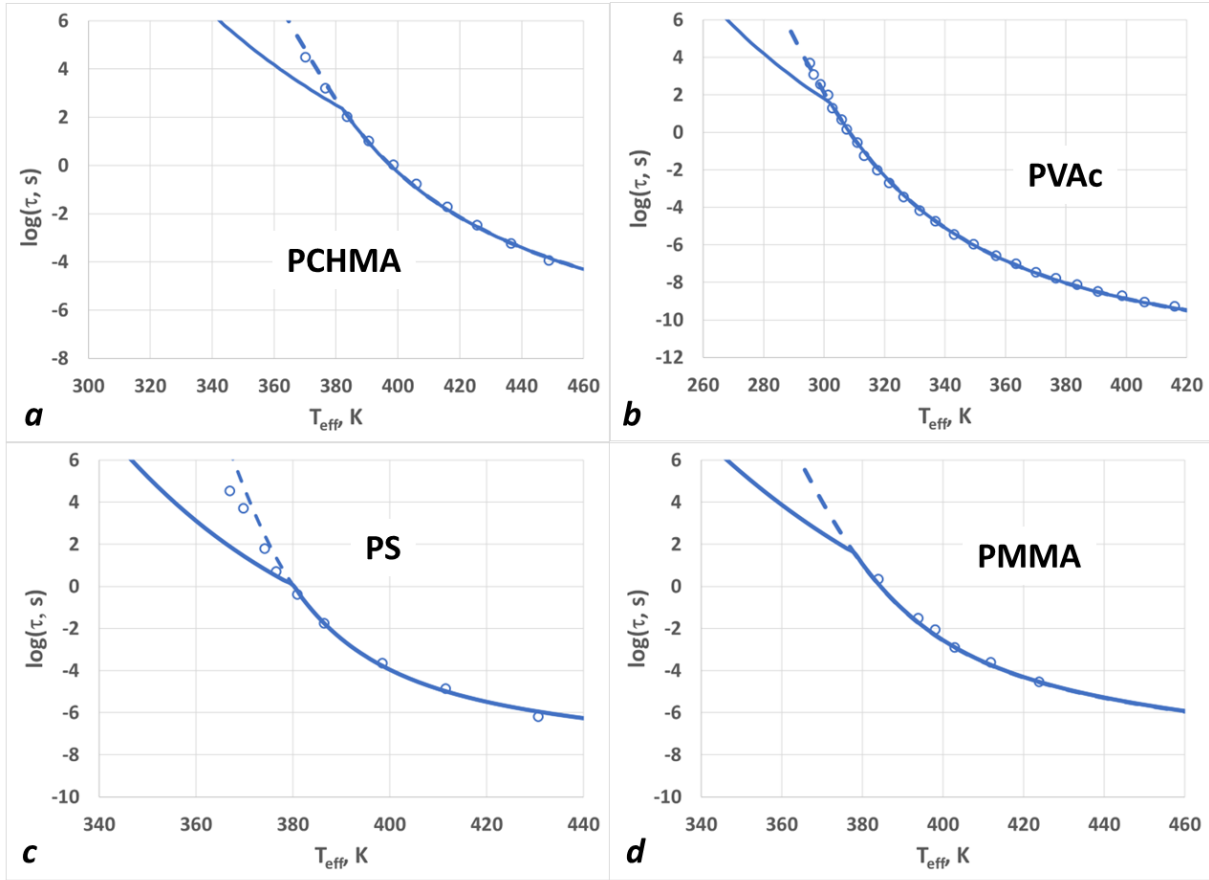 6
4
2
0
-2
-4
-6
-8
log(τ, s)
PCHMA
300 320 340 360 380 400 420 440 460
a
T_eff, K
6
4
2
0
-2
-4
-6
-8
-10
-12
log(τ, s)
PVAc
260 280 300 320 340 360 380 400 420
b
T_eff, K
6
4
2
0
-2
-4
-6
-8
-10
log(τ, s)
PS
340 360 380 400 420 440
c
T_eff, K
6
4
2
0
-2
-4
-6
-8
-10
log(τ, s)
PMMA
340 360 380 400 420 440 460
d
T_eff, K